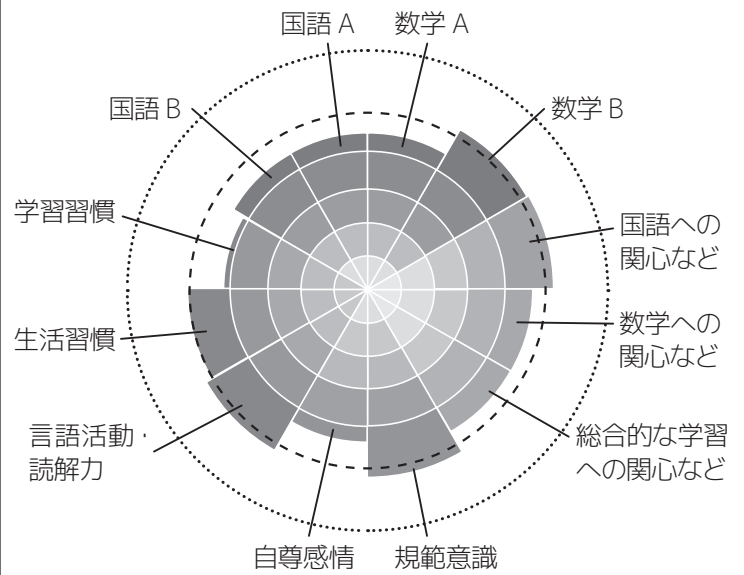 国語 A
数学 A
国語 B
数学 B
学習習慣
国語への
関心など
生活習慣
数学への
関心など
言語活動・
読解力
総合的な学習
への関心など
自尊感情
規範意識